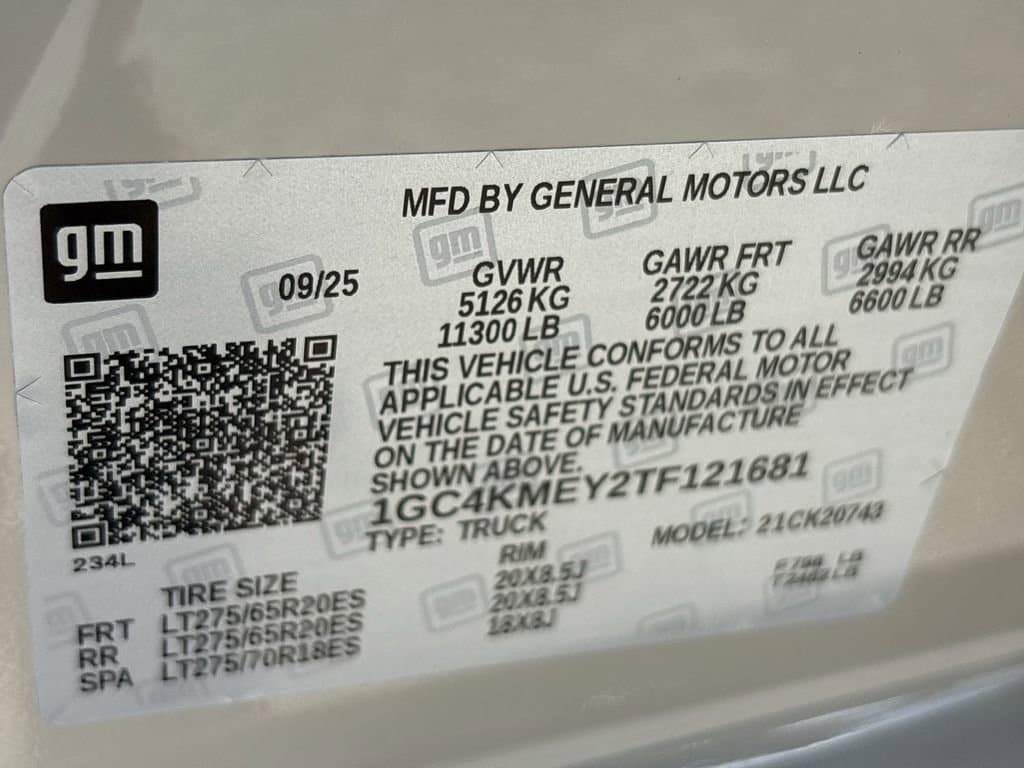 gm
MFD BY GENERAL MOTORS LLC
09/25
GVWR
5126 KG
11300 LB
GAWR FRT
2722 KG
6000 LB
GAWR RR
2994 KG
6600 LB
THIS VEHICLE CONFORMS TO ALL
APPLICABLE U.S. FEDERAL MOTOR
VEHICLE SAFETY STANDARDS IN EFFECT
ON THE DATE OF MANUFACTURE
SHOWN ABOVE.
1GC4KMEY2TF121681
TYPE: TRUCK
MODEL: 21CK20743
234L
TIRE SIZE
RIM
FRT LT275/65R20ES 20X8.5J
RR LT275/65R20ES 20X8.5J
SPA LT275/70R18ES 18X8J
LB
LB